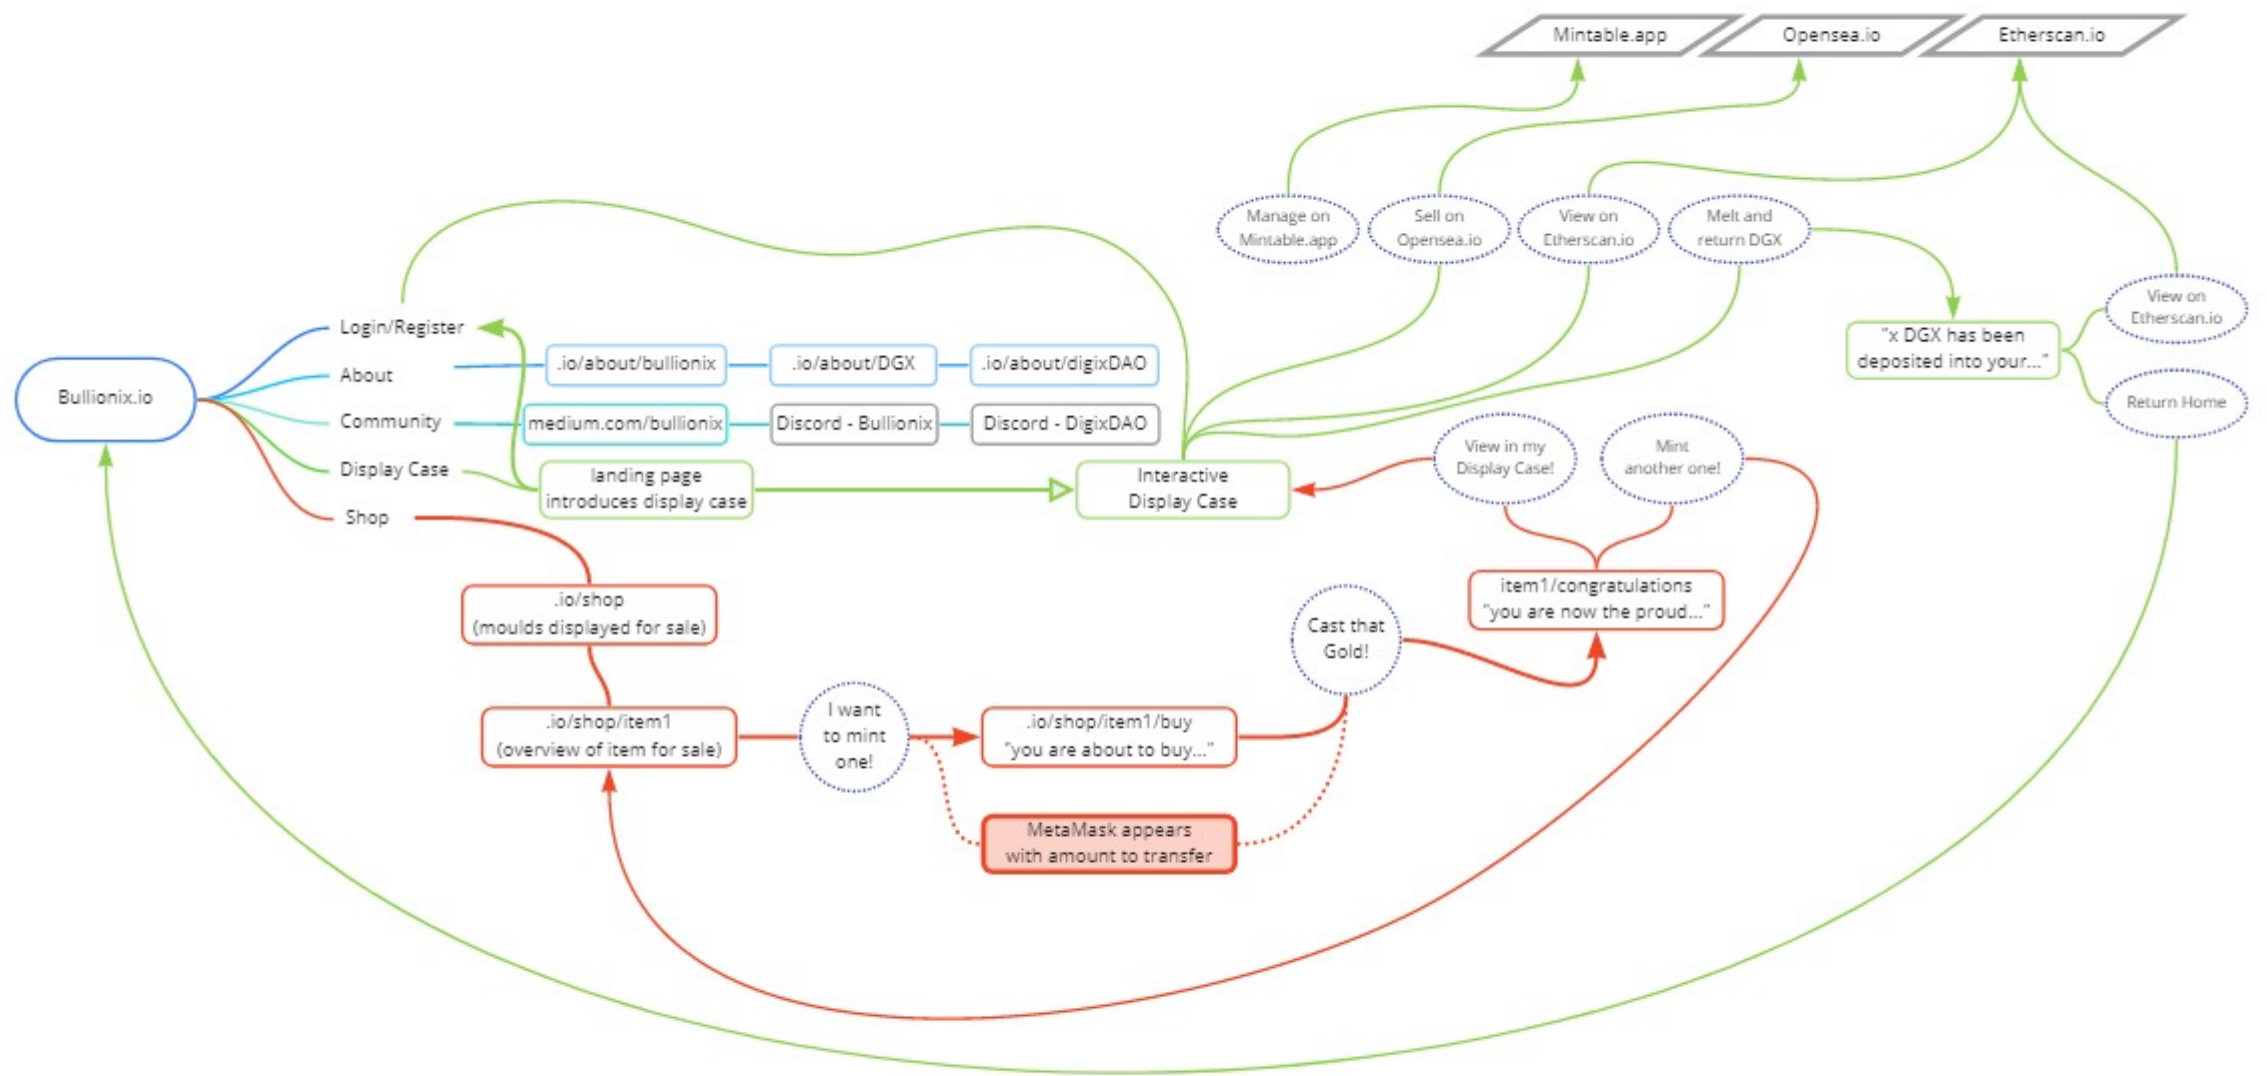 Mintable.app
Opensea.io
Etherscan.io
Manage on
Mintable.app
Sell on
Opensea.io
View on
Etherscan.io
Melt and
return DGX
"x DGX has been
deposited into your..."
View on
Etherscan.io
Return Home
Bullionix.io
Login/Register
About
Community
Display Case
Shop
.io/about/bullionix
.io/about/DGX
.io/about/digixDAO
medium.com/bullionix
Discord - Bullionix
Discord - DigixDAO
landing page
introduces display case
Interactive
Display Case
View in my
Display Case!
Mint
another one!
item1/congratulations
"you are now the proud..."
.io/shop
(moulds displayed for sale)
.io/shop/item1
(overview of item for sale)
I want
to mint
one!
.io/shop/item1/buy
"you are about to buy..."
Cast that
Gold!
MetaMask appears
with amount to transfer